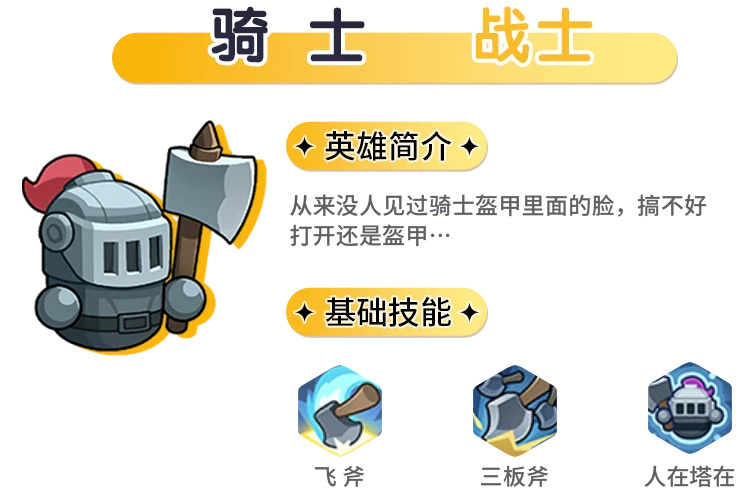 骑 士 战士
英雄简介
从来没人见过骑士盔甲里面的脸，搞不好
打开还是盔甲…
基础技能
飞 斧 三板斧 人在塔在